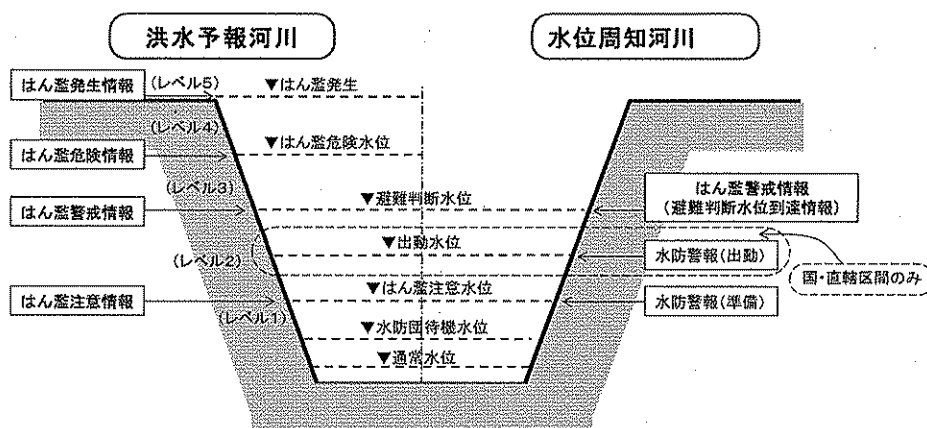 洪水予報河川
水位周知河川
はん濫発生情報
(レベル5)
▼はん濫発生
(レベル4)
▼はん濫危険水位
はん濫危険情報
(レベル3)
▼避難判断水位
はん濫警戒情報
はん濫警戒情報
(避難判断水位到達情報)
▼出動水位
水防警報(出動)
(レベル2)
国・直轄区間のみ
▼はん濫注意水位
はん濫注意情報
水防警報(準備)
(レベル1)
▼水防団待機水位
▼通常水位